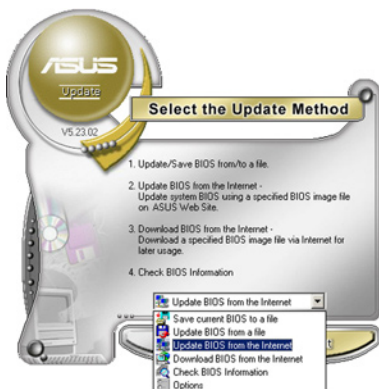 ASUS
Update
V5.23.02
Select the Update Method
1. Update/Save BIOS from/to a file.
2. Update BIOS from the Internet -
Update system BIOS using a specified BIOS image file
on ASUS Web Site.
3. Download BIOS from the Internet -
Download a specified BIOS image file via Internet for
later usage.
4. Check BIOS Information
Update BIOS from the Internet
Save current BIOS to a file
Update BIOS from a file
Update BIOS from the Internet
Download BIOS from the Internet
Check BIOS Information
Options